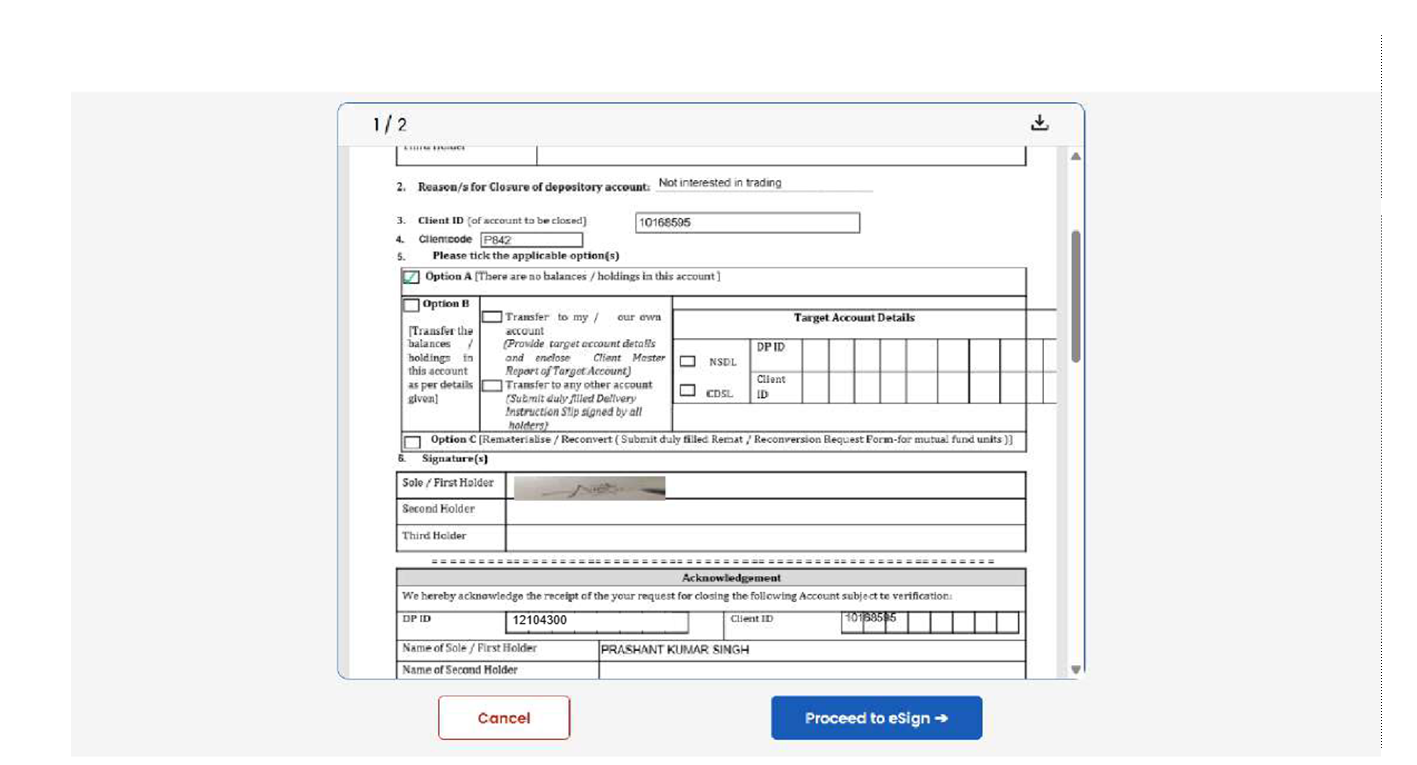 1 / 2
Third Holder
2. Reason/s for Closure of depository account: Not interested in trading
3. Client ID (of account to be closed) 10168595
4. Clientcode P842
5. Please tick the applicable option(s)
Option A [There are no balances / holdings in this account ]
Option B
[Transfer the balances / holdings in this account as per details given]
Transfer to my / our own account
(Provide target account details and enclose Client Master Report of Target Account)
Transfer to any other account
(Submit duly filled Delivery Instruction Slip signed by all holders)
Target Account Details
NSDL
CDSL
DP ID
Client ID
Option C [Rematerialise / Reconvert ( Submit duly filled Remat / Reconversion Request Form-for mutual fund units )]
6. Signature(s)
Sole / First Holder
Second Holder
Third Holder
Acknowledgement
We hereby acknowledge the receipt of the your request for closing the following Account subject to verification:
DP ID 12104300 Client ID 10168595
Name of Sole / First Holder PRASHANT KUMAR SINGH
Name of Second Holder
Cancel
Proceed to eSign →